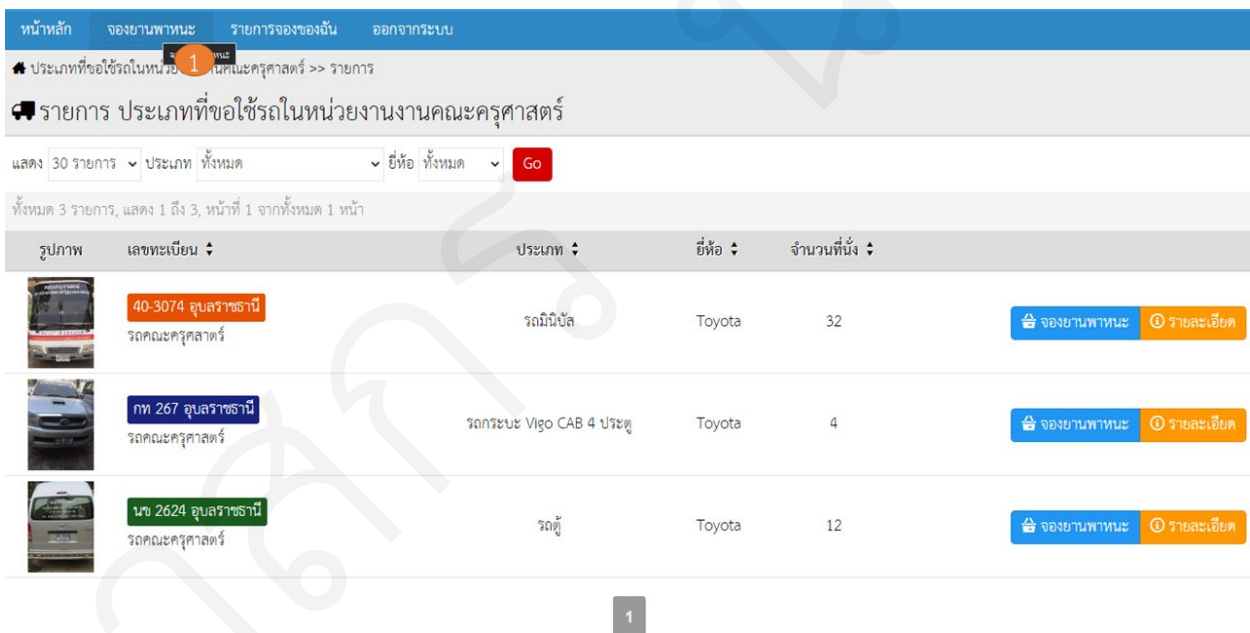 หน้าหลัก จองยานพาหนะ รายการจองของฉัน ออกจากระบบ
1
ประเภทที่ขอใช้รถในหน่วยงานคณะครุศาสตร์ >> รายการ
รายการ ประเภทที่ขอใช้รถในหน่วยงานงานคณะครุศาสตร์
แสดง 30 รายการ ประเภท ทั้งหมด ยี่ห้อ ทั้งหมด Go
ทั้งหมด 3 รายการ, แสดง 1 ถึง 3, หน้าที่ 1 จากทั้งหมด 1 หน้า
รูปภาพ เลขทะเบียน ประเภท ยี่ห้อ จำนวนที่นั่ง
40-3074 อุบลราชธานี
รถคณะครุศสาตร์
รถมินิบัส Toyota 32 จองยานพาหนะ รายละเอียด
กท 267 อุบลราชธานี
รถคณะครุศาสตร์
รถกระบะ Vigo CAB 4 ประตู Toyota 4 จองยานพาหนะ รายละเอียด
นข 2624 อุบลราชธานี
รถคณะครุศาสตร์
รถตู้ Toyota 12 จองยานพาหนะ รายละเอียด
1